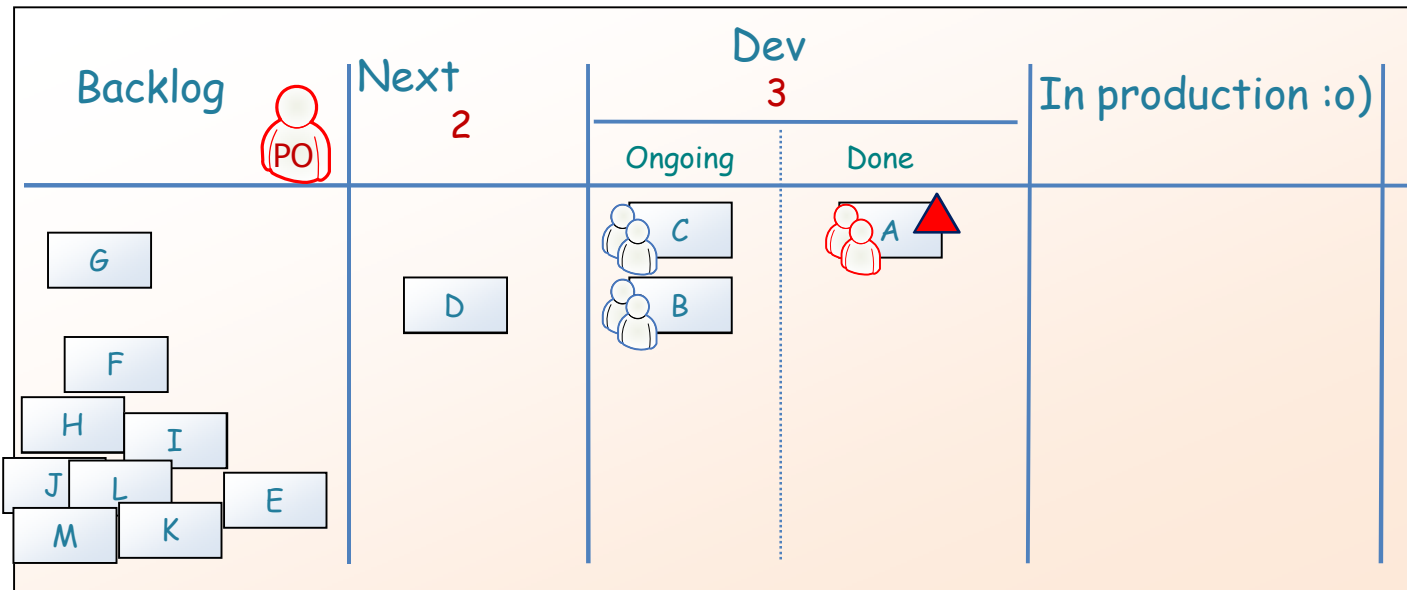 Backlog
PO
Next
2
Dev
3
Ongoing
Done
In production :o)
G
F
H
I
J
L
E
M
K
D
C
B
A